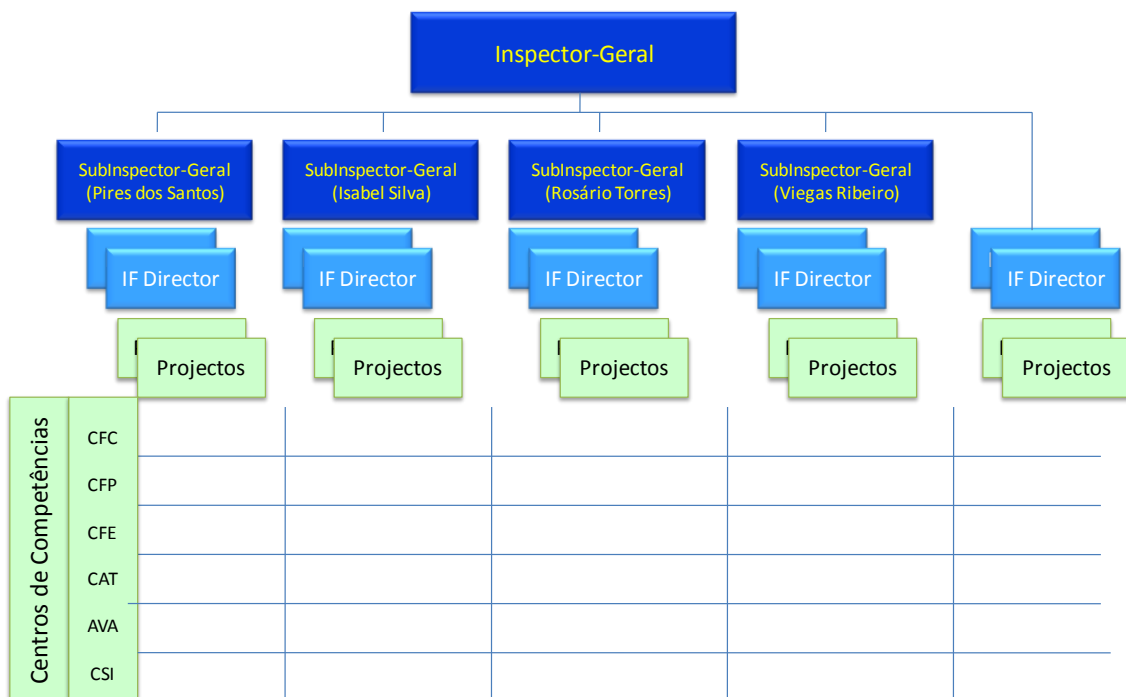 Inspector-Geral
SubInspector-Geral
(Pires dos Santos)
SubInspector-Geral
(Isabel Silva)
SubInspector-Geral
(Rosário Torres)
SubInspector-Geral
(Viegas Ribeiro)
IF Director
IF Director
IF Director
IF Director
IF Director
Projectos
Projectos
Projectos
Projectos
Projectos
Centros de Competências
CFC
CFP
CFE
CAT
AVA
CSI